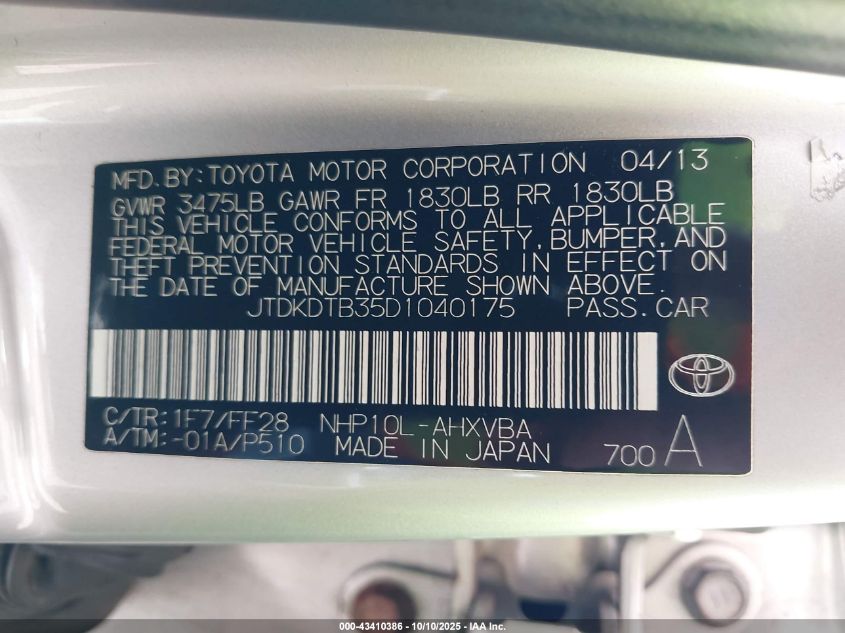 MFD. BY: TOYOTA MOTOR CORPORATION 04/13
GVWR 3475LB GAWR FR 1830LB RR 1830LB
THIS VEHICLE CONFORMS TO ALL APPLICABLE
FEDERAL MOTOR VEHICLE SAFETY, BUMPER, AND
THEFT PREVENTION STANDARDS IN EFFECT ON
THE DATE OF MANUFACTURE SHOWN ABOVE.
JTDKDTB35D1040175 PASS. CAR
C/TR: 1F7/FF28 NHP10L-AHXVBA
A/TM: -01A/P510 MADE IN JAPAN 700 A
000-43410386 - 10/10/2025 - IAA Inc.